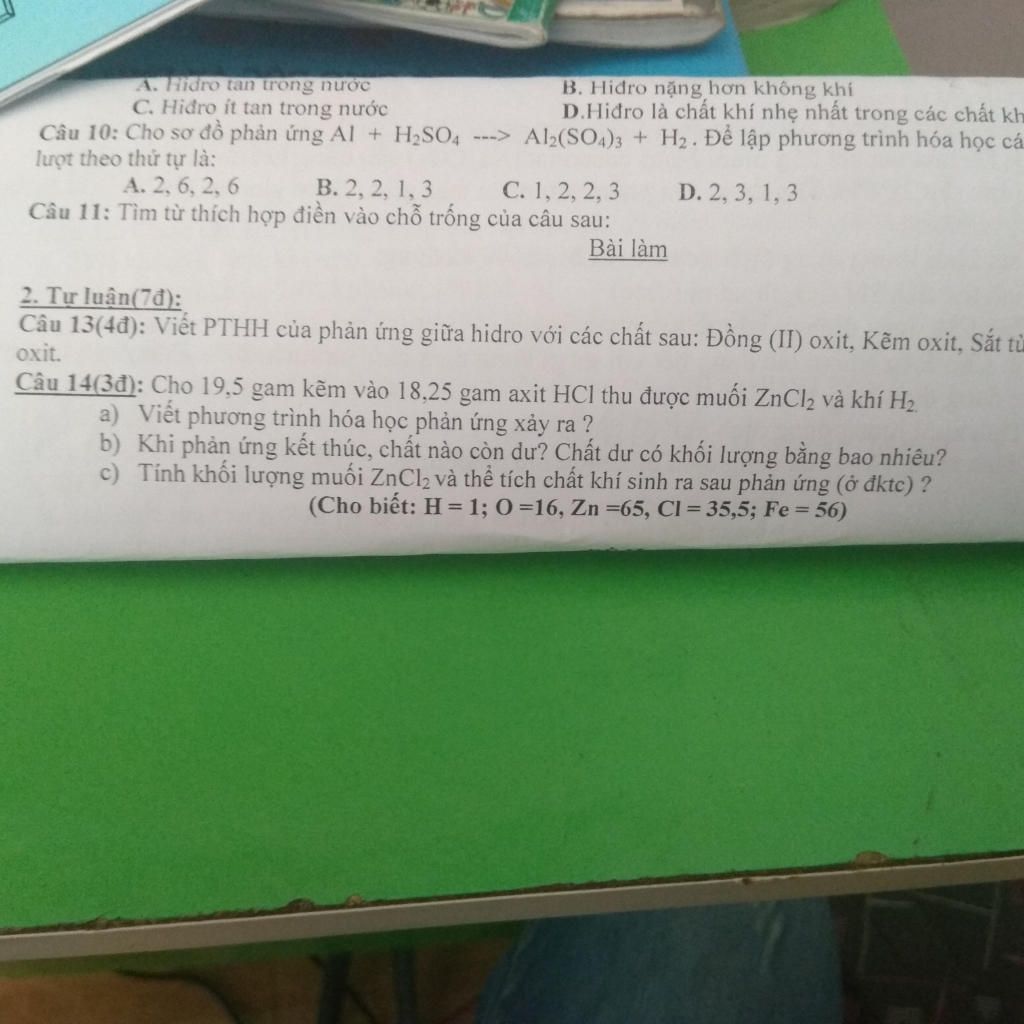 A. Hiđro tan trong nước B. Hiđro nặng hơn không khí
C. Hiđro ít tan trong nước D.Hiđro là chất khí nhẹ nhất trong các chất
Câu 10: Cho sơ đồ phản ứng Al + H₂SO₄ ---> Al₂(SO₄)₃ + H₂ . Để lập phương trình hóa học
lượt theo thứ tự là:
A. 2, 6, 2, 6 B. 2, 2, 1, 3 C. 1, 2, 2, 3 D. 2, 3, 1, 3
Câu 11: Tìm từ thích hợp điền vào chỗ trống của câu sau:
Bài làm
2. Tự luận(7đ):
Câu 13(4đ): Viết PTHH của phản ứng giữa hidro với các chất sau: Đồng (II) oxit, Kẽm oxit, Sắt từ
oxit.
Câu 14(3đ): Cho 19,5 gam kẽm vào 18,25 gam axit HCl thu được muối ZnCl₂ và khí H₂.
a) Viết phương trình hóa học phản ứng xảy ra ?
b) Khi phản ứng kết thúc, chất nào còn dư? Chất dư có khối lượng bằng bao nhiêu?
c) Tính khối lượng muối ZnCl₂ và thể tích chất khí sinh ra sau phản ứng (ở đktc) ?
(Cho biết: H = 1; O =16, Zn =65, Cl = 35,5; Fe = 56)